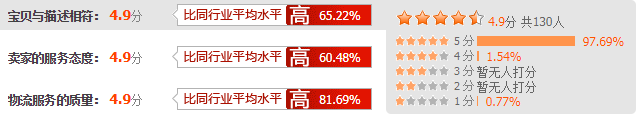 宝贝与描述相符: 4.9分 比同行业平均水平 高 65.22%
卖家的服务态度: 4.9分 比同行业平均水平 高 60.48%
物流服务的质量: 4.9分 比同行业平均水平 高 81.69%
4.9分 共130人
5分 97.69%
4分 1.54%
3分 暂无人打分
2分 暂无人打分
1分 0.77%